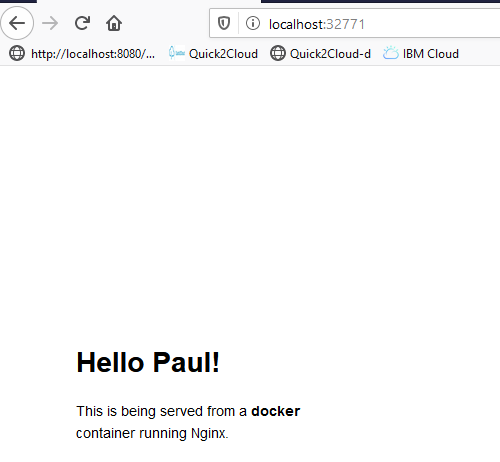 localhost:32771
http://localhost:8080/... Quick2Cloud Quick2Cloud-d IBM Cloud
Hello Paul!
This is being served from a docker
container running Nginx.